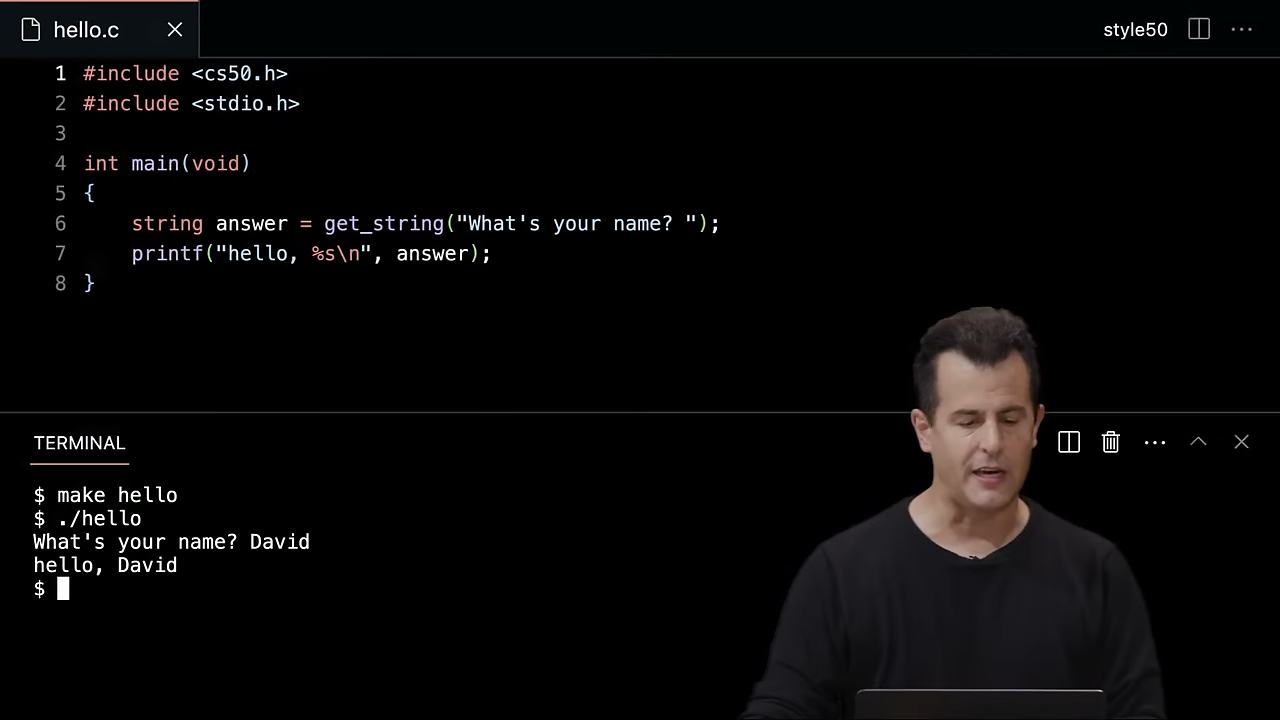 hello.c
style50
1 #include <cs50.h>
2 #include <stdio.h>
3
4 int main(void)
5 {
6     string answer = get_string("What's your name? ");
7     printf("hello, %s\n", answer);
8 }
TERMINAL
$ make hello
$ ./hello
What's your name? David
hello, David
$